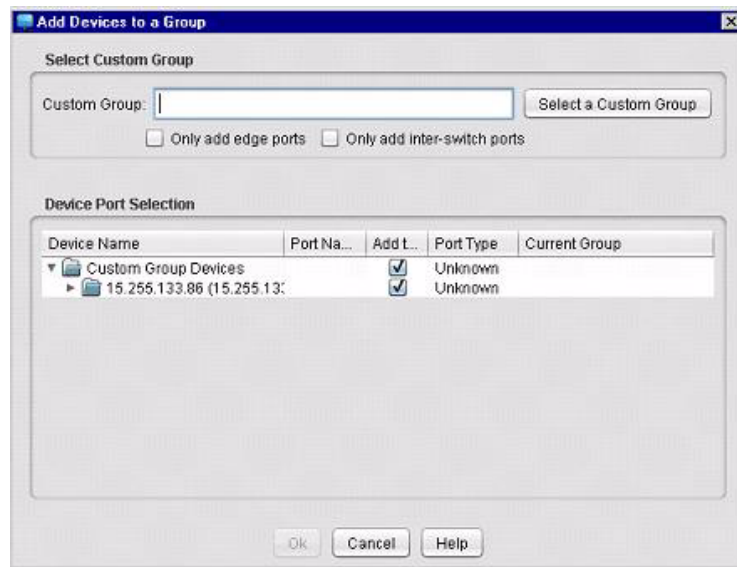 Add Devices to a Group
Select Custom Group
Custom Group: Select a Custom Group
Only add edge ports Only add inter-switch ports
Device Port Selection
Device Name Port Na... Add t... Port Type Current Group
Custom Group Devices Unknown
15.255.133.86 (15.255.13: Unknown
Ok Cancel Help